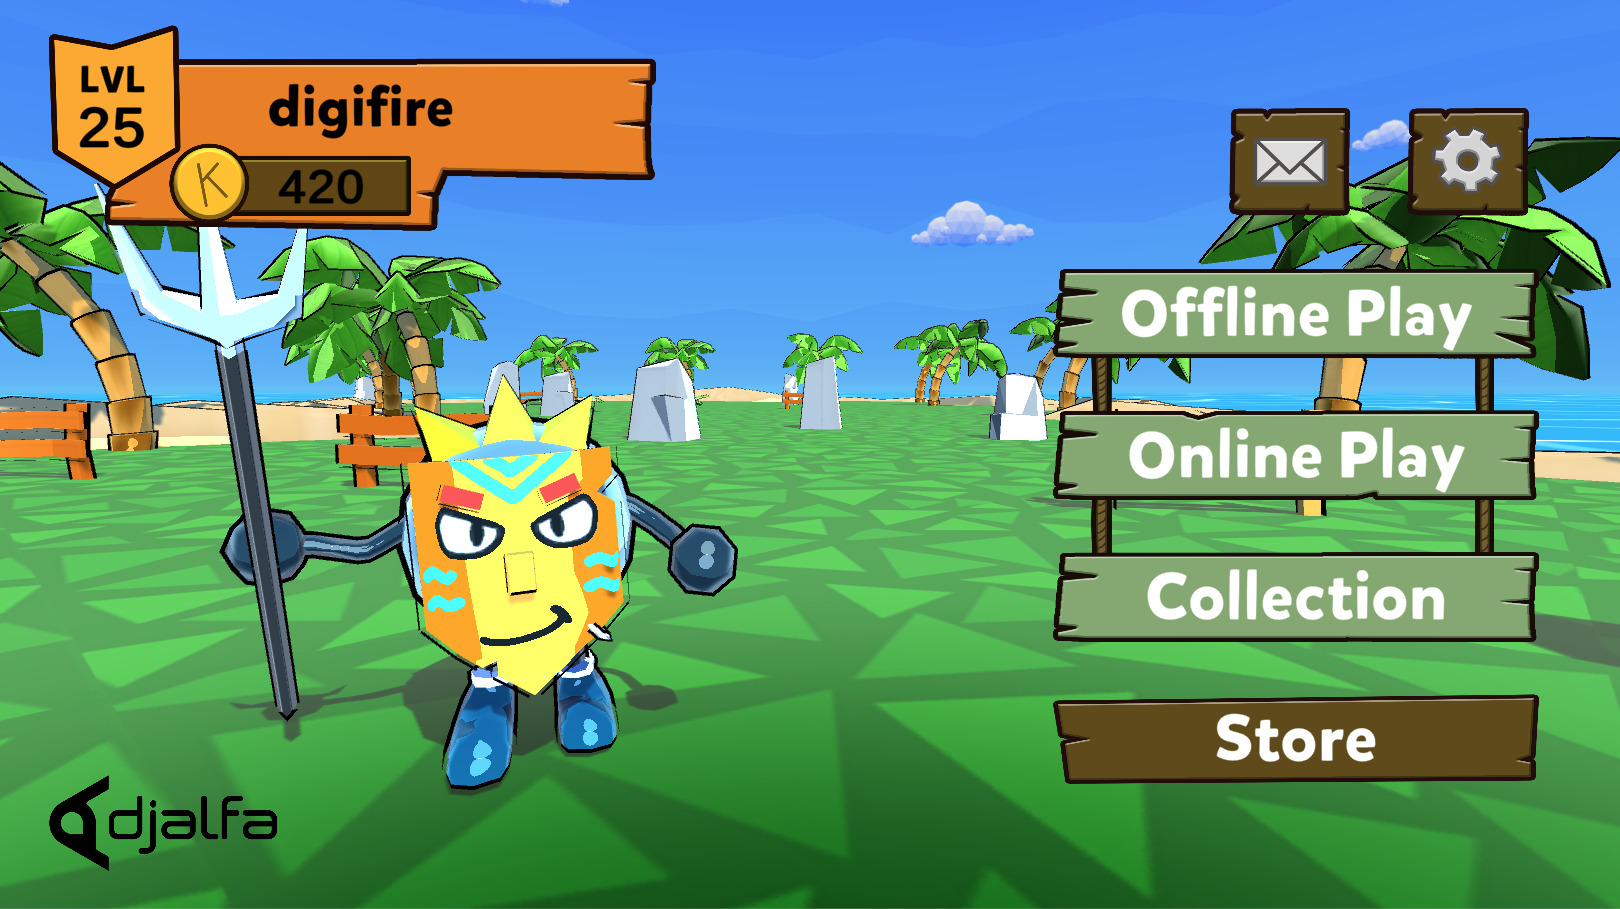 LVL
25
digifire
K
420
Offline Play
Online Play
Collection
Store
djalfa